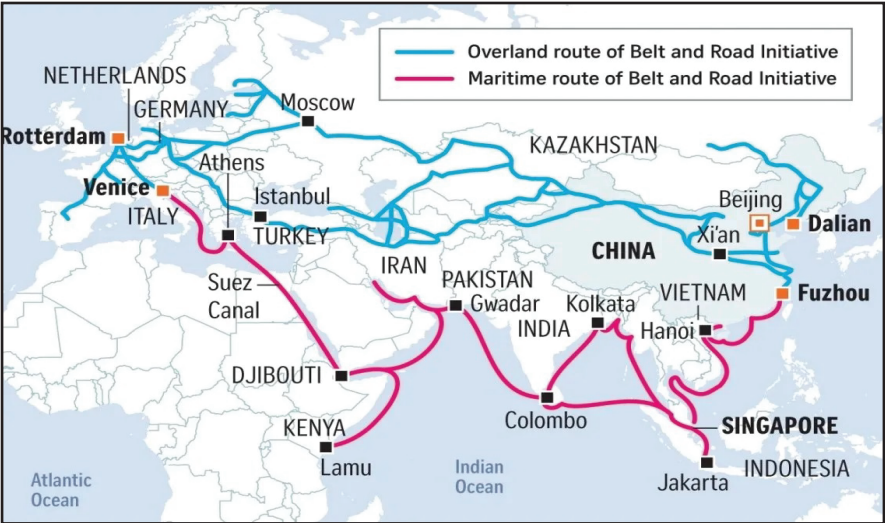 Overland route of Belt and Road Initiative
Maritime route of Belt and Road Initiative
NETHERLANDS
GERMANY
Moscow
Rotterdam
KAZAKHSTAN
Athens
Venice
Istanbul
Beijing
ITALY
TURKEY
Xi'an
Dalian
CHINA
IRAN
Suez
Canal
PAKISTAN
Gwadar
Kolkata
VIETNAM
Fuzhou
INDIA
Hanoi
DJIBOUTI
Colombo
SINGAPORE
KENYA
Lamu
Jakarta
INDONESIA
Atlantic
Ocean
Indian
Ocean